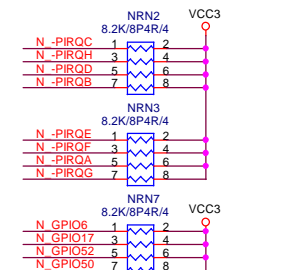 NRN2 VCC3
8.2K/8P4R/4
N_-PIRQC 1 2
N_-PIRQH 3 4
N_-PIRQD 5 6
N_-PIRQB 7 8
NRN3
8.2K/8P4R/4
N_-PIRQE 1 2
N_-PIRQF 3 4
N_-PIRQA 5 6
N_-PIRQG 7 8
NRN7 VCC3
8.2K/8P4R/4
N_GPIO6 1 2
N_GPIO17 3 4
N_GPIO52 5 6
N_GPIO50 7 8